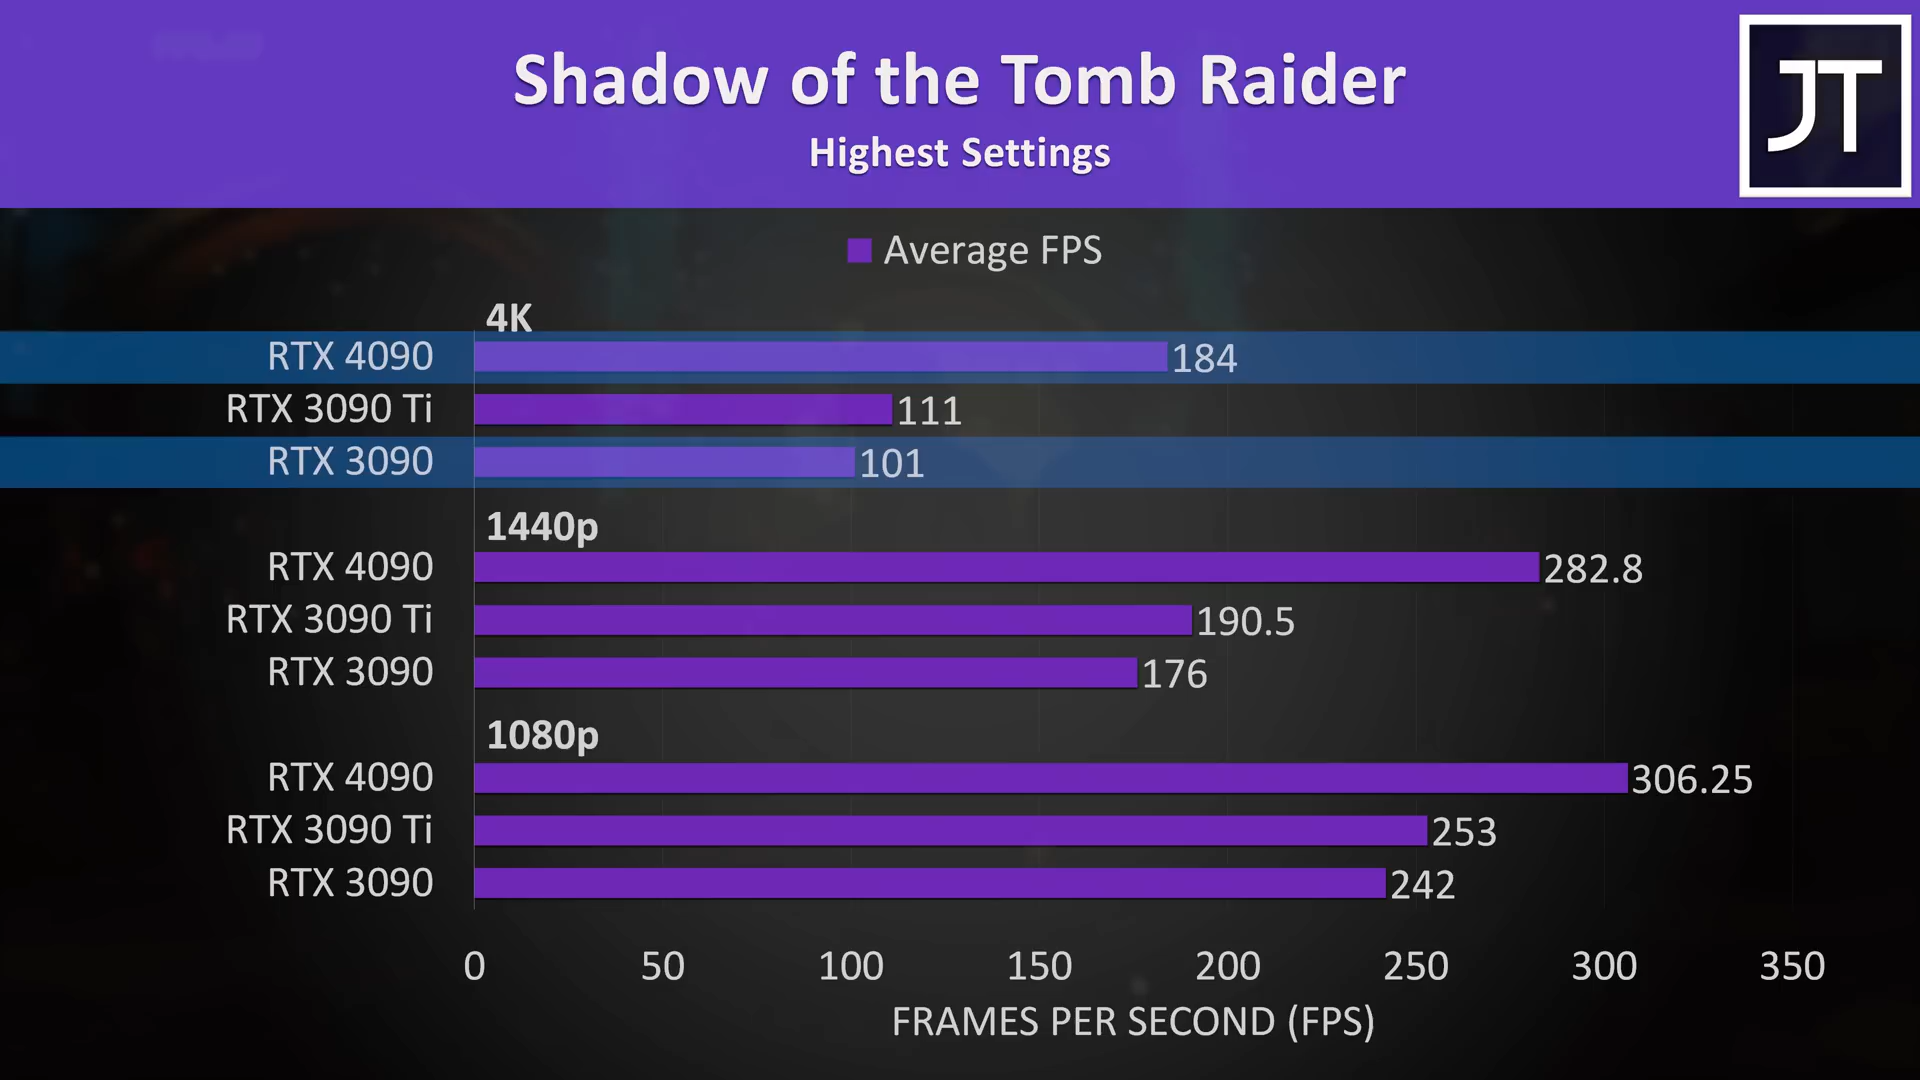 Shadow of the Tomb Raider
Highest Settings
JT
Average FPS
4K
RTX 4090 184
RTX 3090 Ti 111
RTX 3090 101
1440p
RTX 4090 282.8
RTX 3090 Ti 190.5
RTX 3090 176
1080p
RTX 4090 306.25
RTX 3090 Ti 253
RTX 3090 242
0 50 100 150 200 250 300 350
FRAMES PER SECOND (FPS)